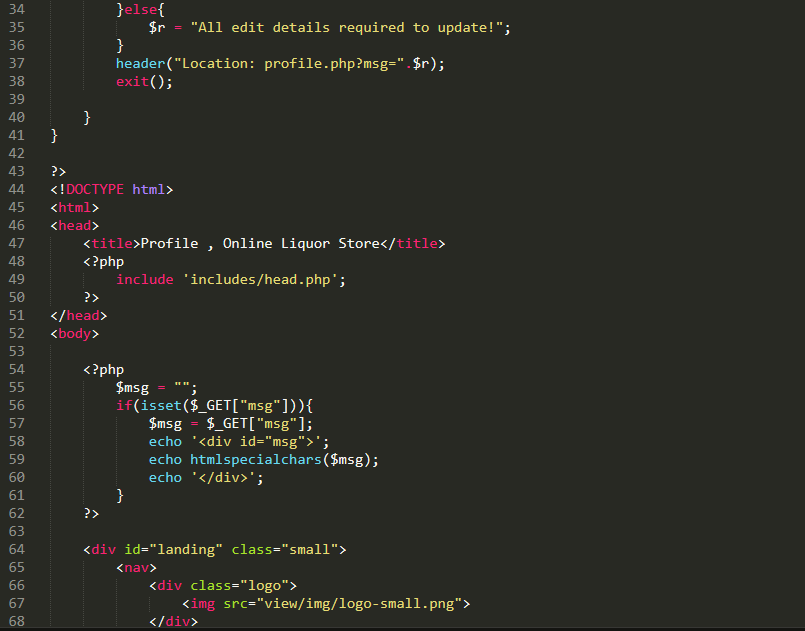 34 }else{
35 $r = "All edit details required to update!";
36 }
37 header("Location: profile.php?msg=".$r);
38 exit();
39
40 }
41 }
42
43 ?>
44 <!DOCTYPE html>
45 <html>
46 <head>
47 <title>Profile , Online Liquor Store</title>
48 <?php
49 include 'includes/head.php';
50 ?>
51 </head>
52 <body>
53
54 <?php
55 $msg = "";
56 if(isset($_GET["msg"])){
57 $msg = $_GET["msg"];
58 echo '<div id="msg">';
59 echo htmlspecialchars($msg);
60 echo '</div>';
61 }
62 ?>
63
64 <div id="landing" class="small">
65 <nav>
66 <div class="logo">
67 <img src="view/img/logo-small.png">
68 </div>